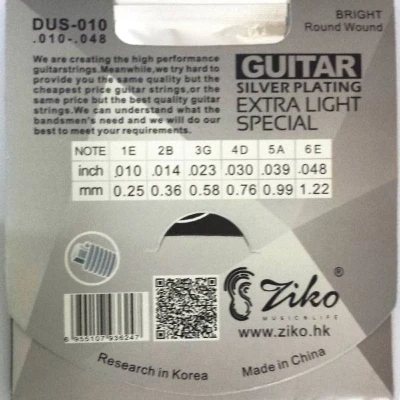 DUS-010
.010-.048
BRIGHT
Round Wound
We are creating the high performance
guitarstrings.Meanwhile,we try hard to
provide you the same quality but the
cheapest price guitar strings,or the
same price but the best quality guitar
strings.We can understand what the
bandsmen's need and we will do our
best to meet your requirements.
GUITAR
SILVER PLATING
EXTRA LIGHT
SPECIAL
NOTE 1E 2B 3G 4D 5A 6E
inch .010 .014 .023 .030 .039 .048
mm 0.25 0.36 0.58 0.76 0.99 1.22
Ziko®
MUSIC4LIFE
www.ziko.hk
6 955107 936247
Research in Korea
Made in China